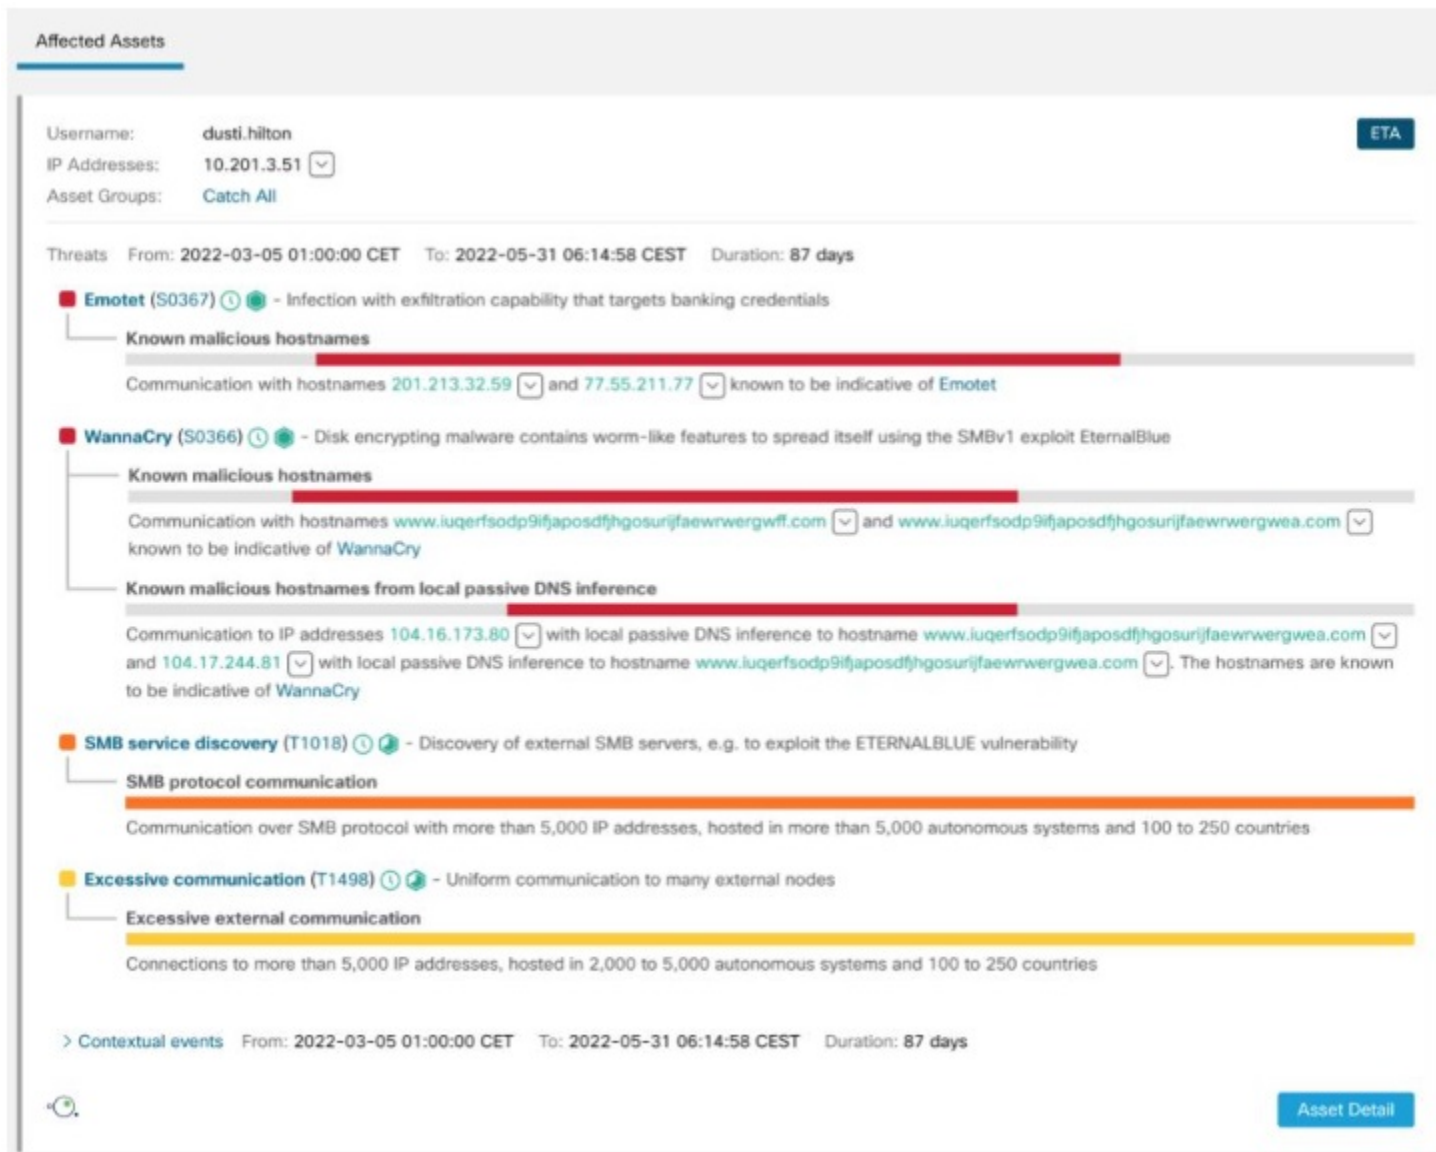 Affected Assets
Username: dusti.hilton
ETA
IP Addresses: 10.201.3.51
Asset Groups: Catch All
Threats From: 2022-03-05 01:00:00 CET To: 2022-05-31 06:14:58 CEST Duration: 87 days
Emotet (S0367) - Infection with exfiltration capability that targets banking credentials
Known malicious hostnames
Communication with hostnames 201.213.32.59 and 77.55.211.77 known to be indicative of Emotet
WannaCry (S0366) - Disk encrypting malware contains worm-like features to spread itself using the SMBv1 exploit EternalBlue
Known malicious hostnames
Communication with hostnames www.iuqerfsodp9ifjaposdfjhgosurijfaewrwergwff.com and www.iuqerfsodp9ifjaposdfjhgosurijfaewrwergwea.com
known to be indicative of WannaCry
Known malicious hostnames from local passive DNS inference
Communication to IP addresses 104.16.173.80 with local passive DNS inference to hostname www.iuqerfsodp9ifjaposdfjhgosurijfaewrwergwea.com
and 104.17.244.81 with local passive DNS inference to hostname www.iuqerfsodp9ifjaposdfjhgosurijfaewrwergwea.com . The hostnames are known
to be indicative of WannaCry
SMB service discovery (T1018) - Discovery of external SMB servers, e.g. to exploit the ETERNALBLUE vulnerability
SMB protocol communication
Communication over SMB protocol with more than 5,000 IP addresses, hosted in more than 5,000 autonomous systems and 100 to 250 countries
Excessive communication (T1498) - Uniform communication to many external nodes
Excessive external communication
Connections to more than 5,000 IP addresses, hosted in 2,000 to 5,000 autonomous systems and 100 to 250 countries
> Contextual events From: 2022-03-05 01:00:00 CET To: 2022-05-31 06:14:58 CEST Duration: 87 days
Asset Detail